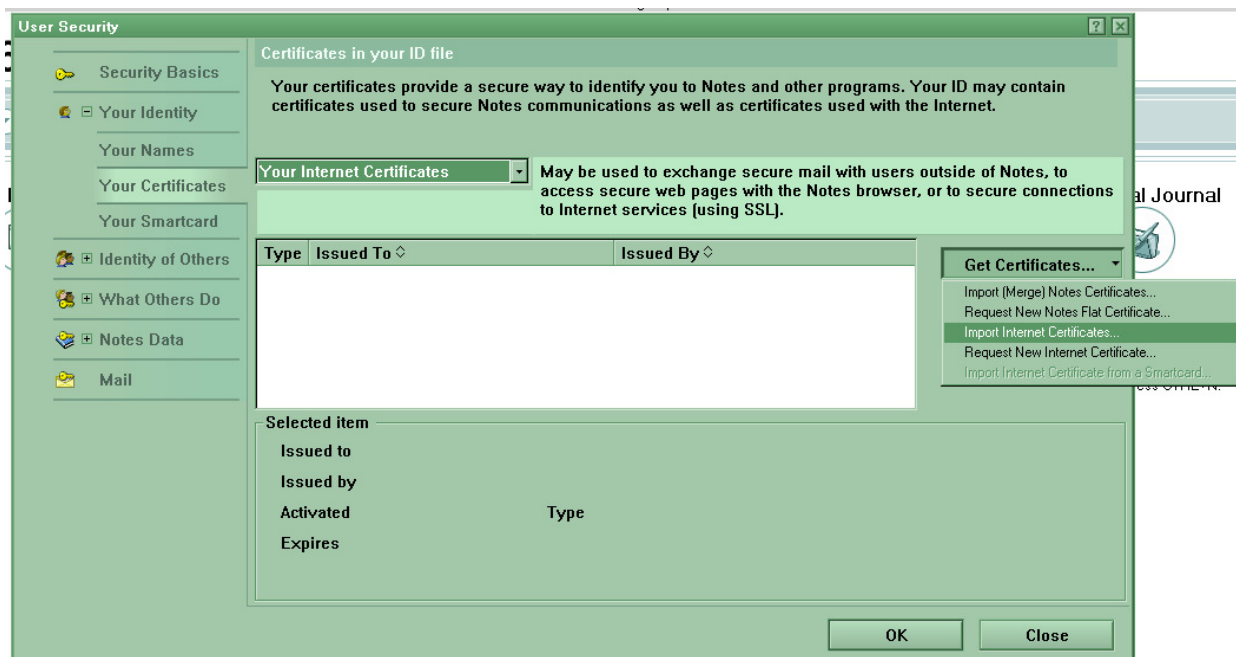 User Security
Certificates in your ID file
Security Basics
Your Identity
Your Names
Your Certificates
Your Smartcard
Identity of Others
What Others Do
Notes Data
Mail
Your certificates provide a secure way to identify you to Notes and other programs. Your ID may contain
certificates used to secure Notes communications as well as certificates used with the Internet.
Your Internet Certificates
May be used to exchange secure mail with users outside of Notes, to
access secure web pages with the Notes browser, or to secure connections
to Internet services (using SSL).
Type Issued To Issued By
Get Certificates...
Import (Merge) Notes Certificates...
Request New Notes Flat Certificate...
Import Internet Certificates...
Request New Internet Certificate...
Import Internet Certificate from a Smartcard...
Selected item
Issued to
Issued by
Activated Type
Expires
OK Close
al Journal